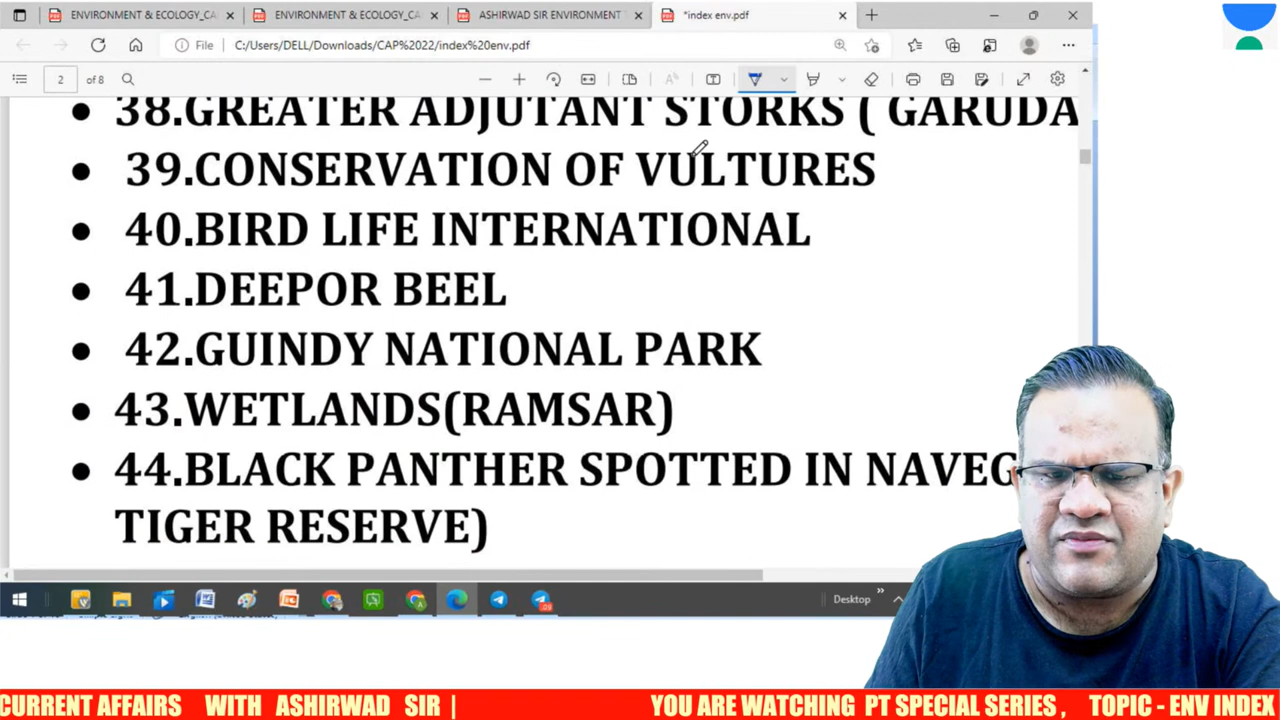 ENVIRONMENT & ECOLOGY_CA
ENVIRONMENT & ECOLOGY_CA
ASHIRWAD SIR ENVIRONMENT
*index env.pdf
File
C:/Users/DELL/Downloads/CAP%2022/index%20env.pdf
2 of 8
38.GREATER ADJUTANT STORKS ( GARUDA
39.CONSERVATION OF VULTURES
40.BIRD LIFE INTERNATIONAL
41.DEEPOR BEEL
42.GUINDY NATIONAL PARK
43.WETLANDS(RAMSAR)
44.BLACK PANTHER SPOTTED IN NAVEG
TIGER RESERVE)
Desktop
CURRENT AFFAIRS WITH ASHIRWAD SIR | YOU ARE WATCHING PT SPECIAL SERIES , TOPIC - ENV INDEX